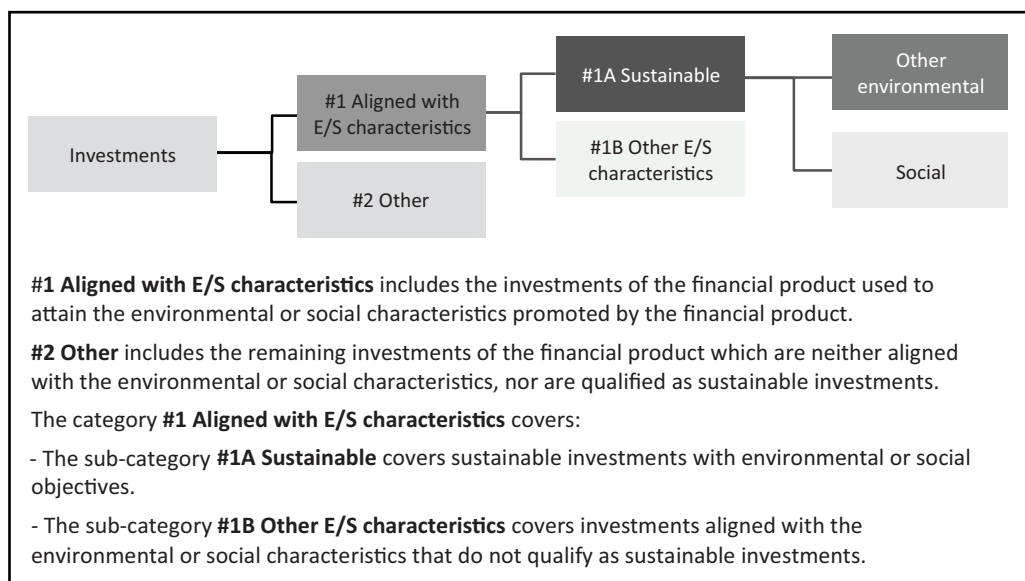 Investments
#1 Aligned with
E/S characteristics
#2 Other
#1A Sustainable
#1B Other E/S
characteristics
Other
environmental
Social
#1 Aligned with E/S characteristics includes the investments of the financial product used to
attain the environmental or social characteristics promoted by the financial product.
#2 Other includes the remaining investments of the financial product which are neither aligned
with the environmental or social characteristics, nor are qualified as sustainable investments.
The category #1 Aligned with E/S characteristics covers:
- The sub-category #1A Sustainable covers sustainable investments with environmental or social
objectives.
- The sub-category #1B Other E/S characteristics covers investments aligned with the
environmental or social characteristics that do not qualify as sustainable investments.